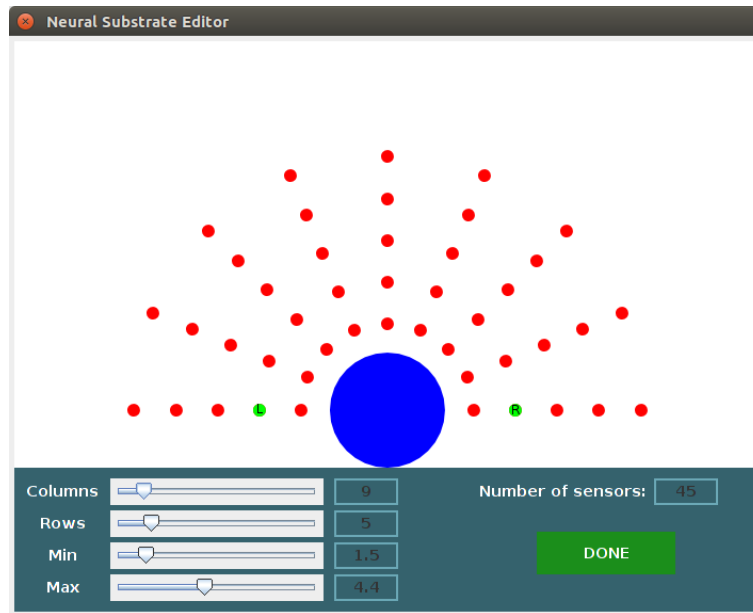 Neural Substrate Editor
L
R
Columns 9 Number of sensors: 45
Rows 5
Min 1.5
DONE
Max 4.4